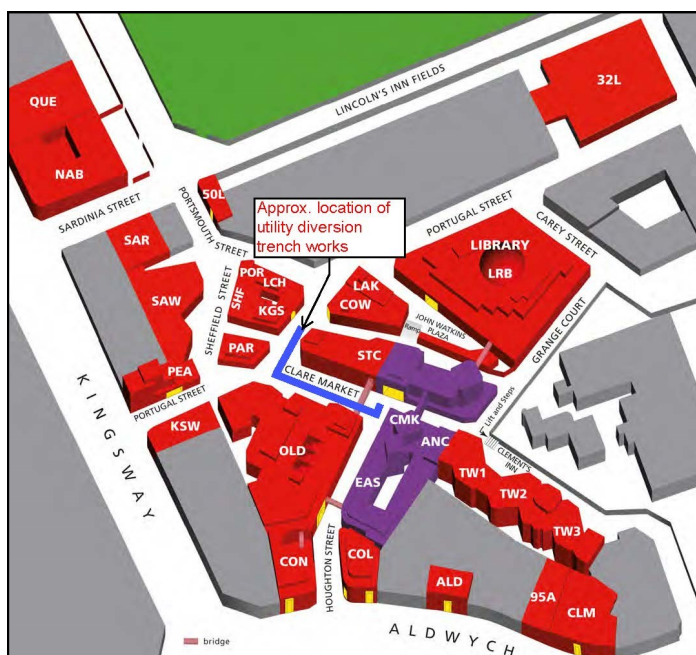 LINCOLN'S INN FIELDS
32L
QUE
NAB
SARDINIA STREET
50L
PORTSMOUTH STREET
Approx. location of
utility diversion
trench works
PORTUGAL STREET
CAREY STREET
SAR
SAW
SHEFFIELD STREET
POR
LCH
SHF
KGS
LAK
COW
LIBRARY
LRB
GRANGE COURT
JOHN WATKINS
PLAZA
Ramp
PAR
STC
PEA
PORTUGAL STREET
CLARE MARKET
KINGSWAY
KSW
OLD
CMK
ANC
EAS
Lift and Steps
CLEMENT'S
INN
TW1
TW2
TW3
CON
HOUGHTON STREET
COL
ALD
95A
CLM
ALDWYCH
bridge